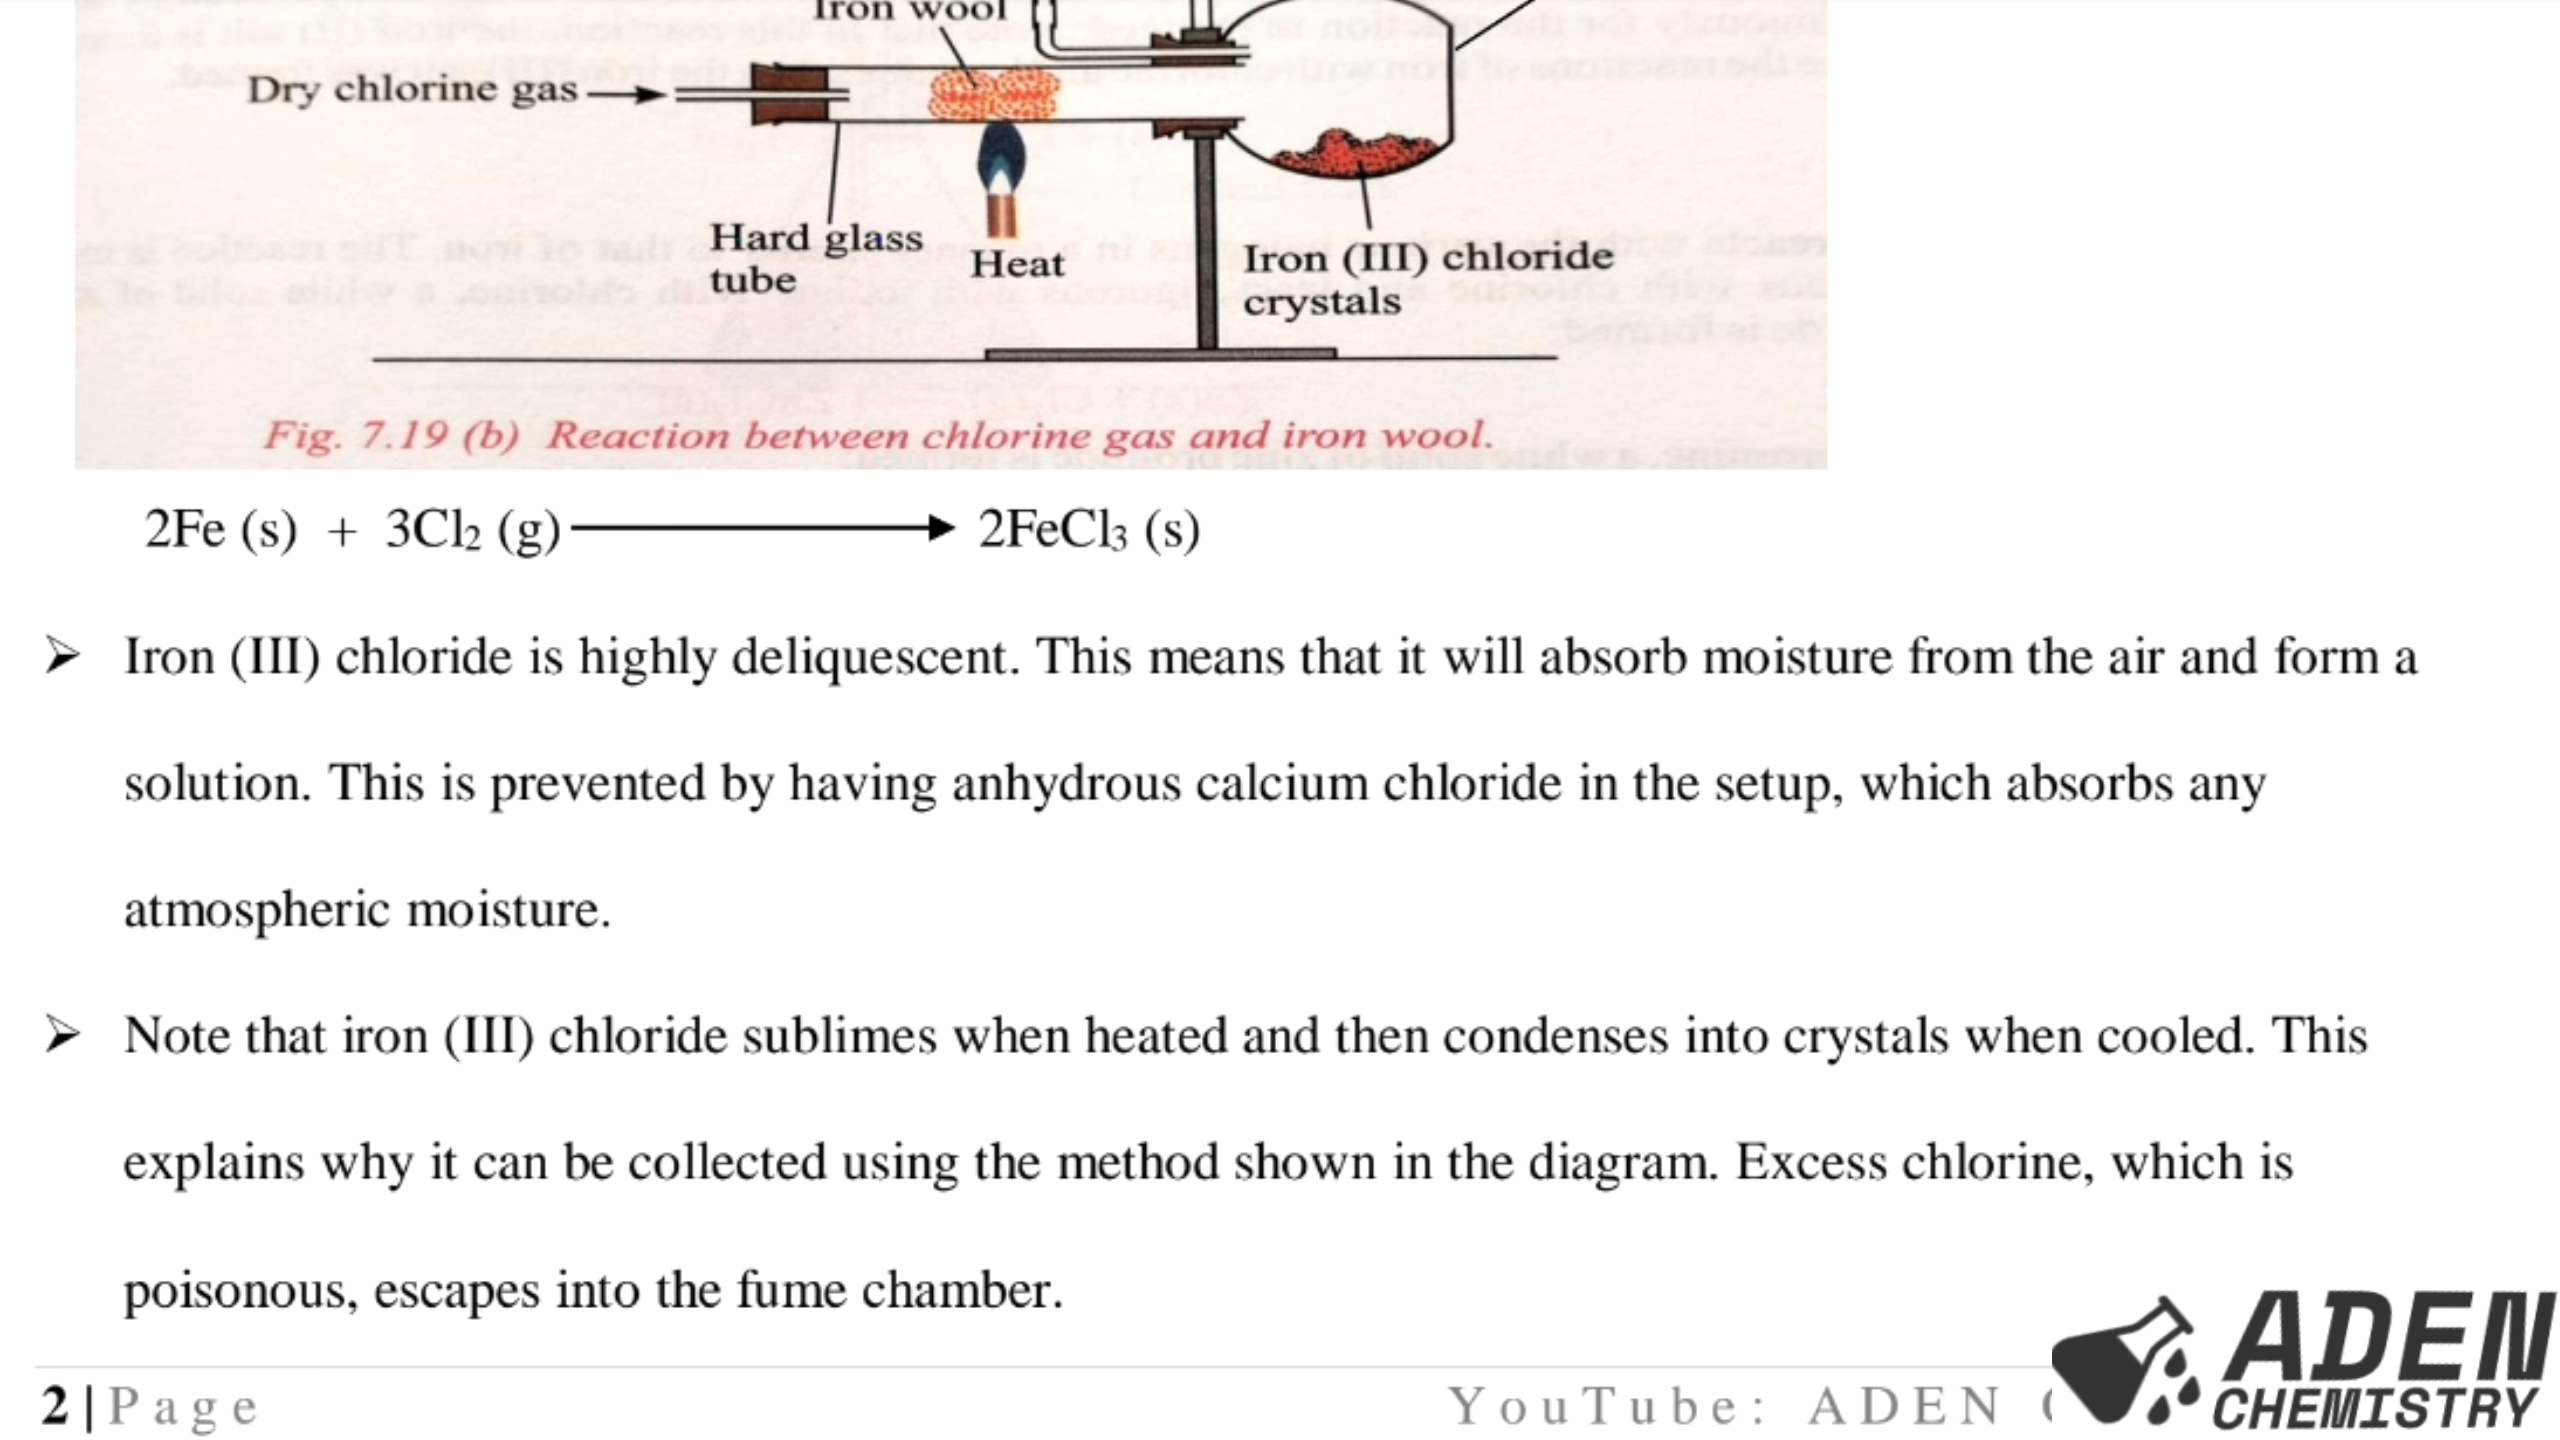 Iron wool
Dry chlorine gas
Hard glass
tube
Heat
Iron (III) chloride
crystals
Fig. 7.19 (b) Reaction between chlorine gas and iron wool.
2Fe (s) + 3Cl₂ (g) ⟶ 2FeCl₃ (s)
➢ Iron (III) chloride is highly deliquescent. This means that it will absorb moisture from the air and form a
solution. This is prevented by having anhydrous calcium chloride in the setup, which absorbs any
atmospheric moisture.
➢ Note that iron (III) chloride sublimes when heated and then condenses into crystals when cooled. This
explains why it can be collected using the method shown in the diagram. Excess chlorine, which is
poisonous, escapes into the fume chamber.
2 | Page
YouTube: ADEN
ADEN
CHEMISTRY